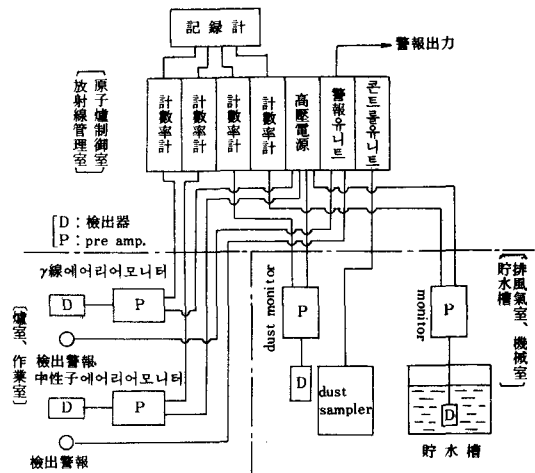 記録計
警報出力
原子爐制御室
放射線管理室
計數率計
計數率計
計數率計
計數率計
高壓電源
警報유니트
콘트롤유니트
D : 檢出器
P : pre amp.
γ線에어리어모니터
D
P
檢出警報
中性子에어리어모니터
D
P
檢出警報
爐室、作業室
dust monitor
P
D
dust
sampler
monitor
P
D
貯水槽
排風氣室、機械室
貯水槽